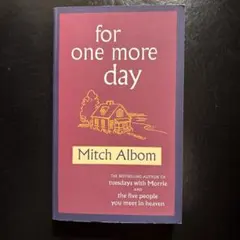 for
one more
day
Mitch Albom
THE BESTSELLING AUTHOR OF
tuesdays with Morrie
AND
the five people
you meet in heaven